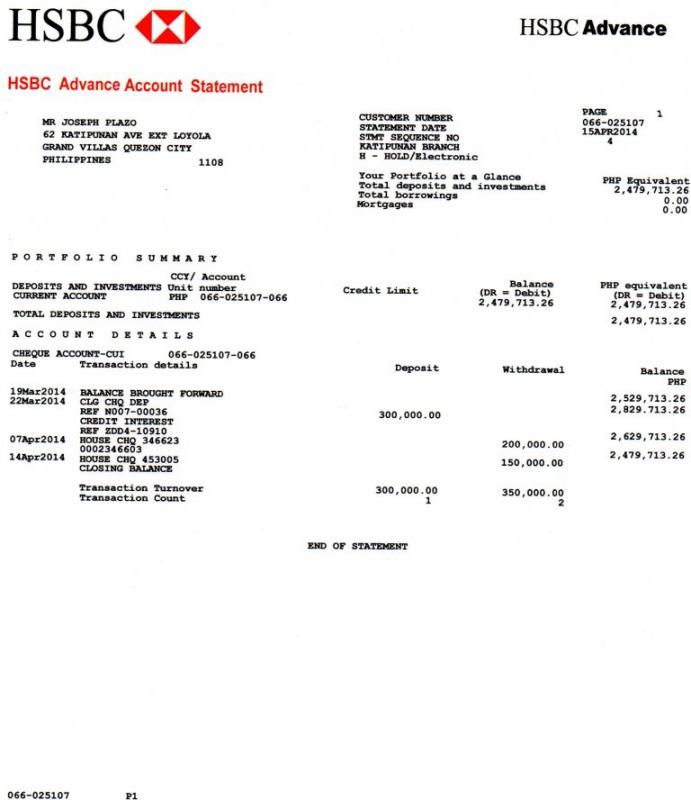 HSBC
HSBC Advance
HSBC Advance Account Statement
MR JOSEPH PLAZO
62 KATIPUNAN AVE EXT LOYOLA
GRAND VILLAS QUEZON CITY
PHILIPPINES 1108
PAGE 1
CUSTOMER NUMBER 066-025107
STATEMENT DATE 15APR2014
STMT SEQUENCE NO 4
KATIPUNAN BRANCH
H - HOLD/Electronic
Your Portfolio at a Glance PHP Equivalent
Total deposits and investments 2,479,713.26
Total borrowings 0.00
Mortgages 0.00
PORTFOLIO SUMMARY
CCY/ Account
DEPOSITS AND INVESTMENTS Unit number Credit Limit Balance PHP equivalent
(DR = Debit) (DR = Debit)
CURRENT ACCOUNT PHP 066-025107-066 2,479,713.26 2,479,713.26
TOTAL DEPOSITS AND INVESTMENTS 2,479,713.26
ACCOUNT DETAILS
CHEQUE ACCOUNT-CUI 066-025107-066
Date Transaction details Deposit Withdrawal Balance
PHP
19Mar2014 BALANCE BROUGHT FORWARD 2,529,713.26
22Mar2014 CLG CHQ DEP 2,829.713.26
REF N007-00036 300,000.00
CREDIT INTEREST
REF ZDD4-10910
07Apr2014 HOUSE CHQ 346623 200,000.00 2,629,713.26
0002346603
14Apr2014 HOUSE CHQ 453005 150,000.00 2,479,713.26
CLOSING BALANCE
Transaction Turnover 300,000.00 350,000.00
Transaction Count 1 2
END OF STATEMENT
066-025107 P1